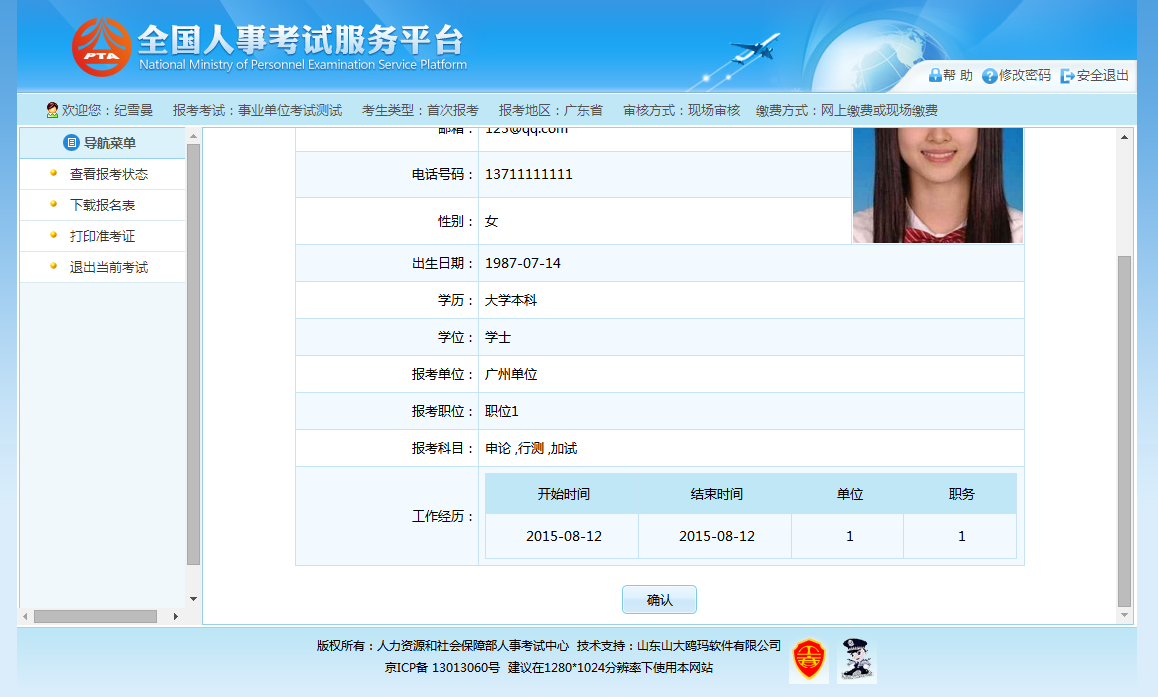 全国人事考试服务平台
National Ministry of Personnel Examination Service Platform
PTA
帮 助 修改密码 安全退出
欢迎您：纪雪曼 报考考试：事业单位考试测试 考生类型：首次报考 报考地区：广东省 审核方式：现场审核 缴费方式：网上缴费或现场缴费
导航菜单
查看报考状态
下载报名表
打印准考证
退出当前考试
邮箱： 123@qq.com
电话号码： 13711111111
性别： 女
出生日期： 1987-07-14
学历： 大学本科
学位： 学士
报考单位： 广州单位
报考职位： 职位1
报考科目： 申论 ,行测 ,加试
工作经历：
开始时间 结束时间 单位 职务
2015-08-12 2015-08-12 1 1
确认
版权所有：人力资源和社会保障部人事考试中心 技术支持：山东山大鸥玛软件有限公司
京ICP备 13013060号 建议在1280*1024分辨率下使用本网站